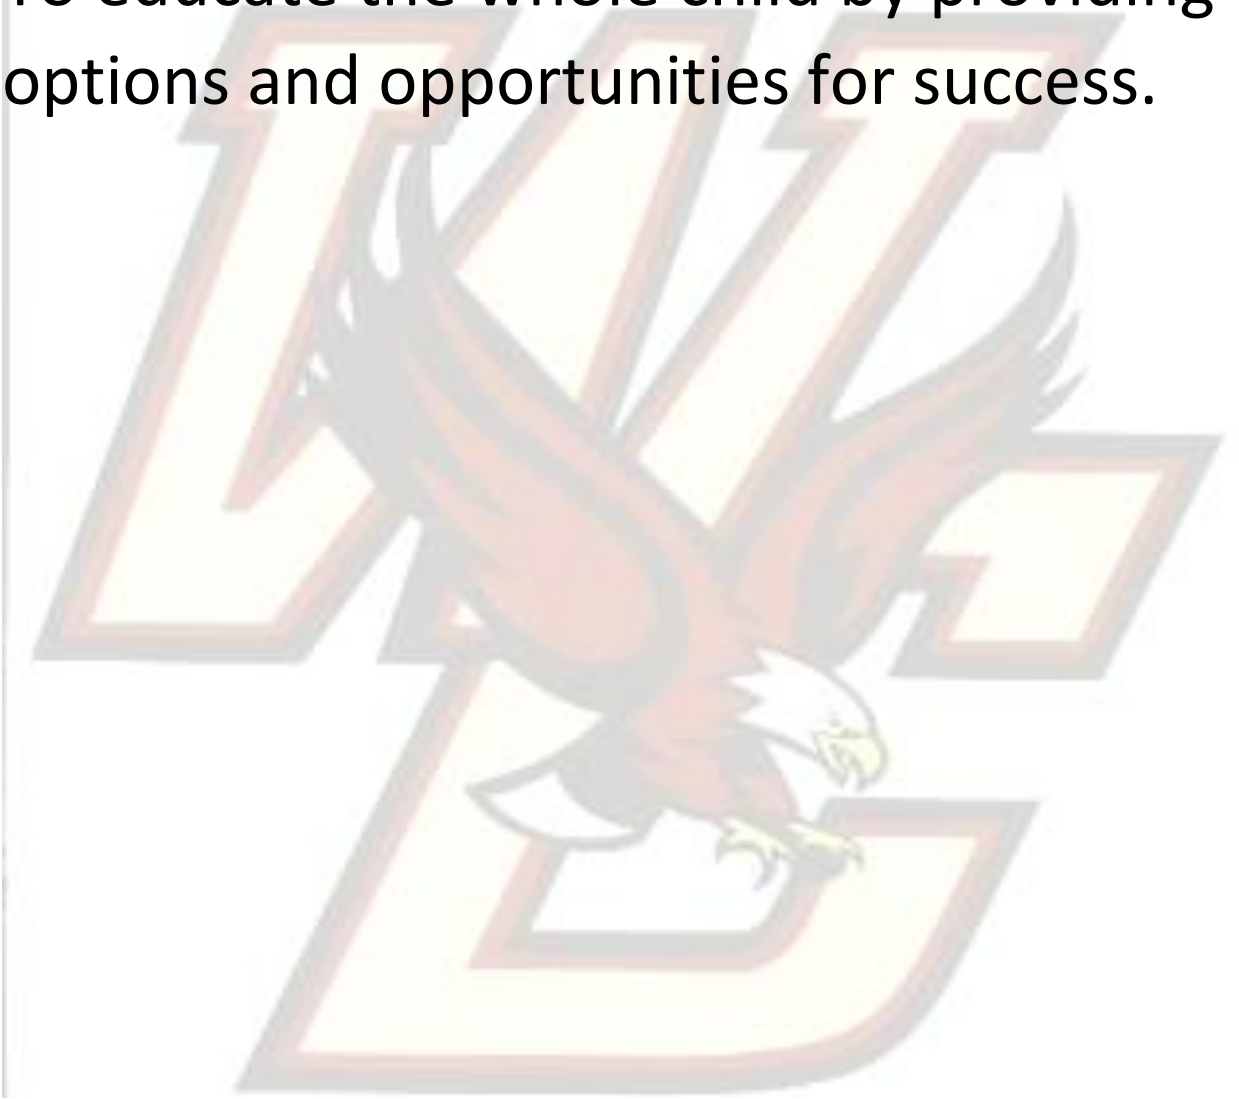 To educate the whole child by providing
options and opportunities for success.